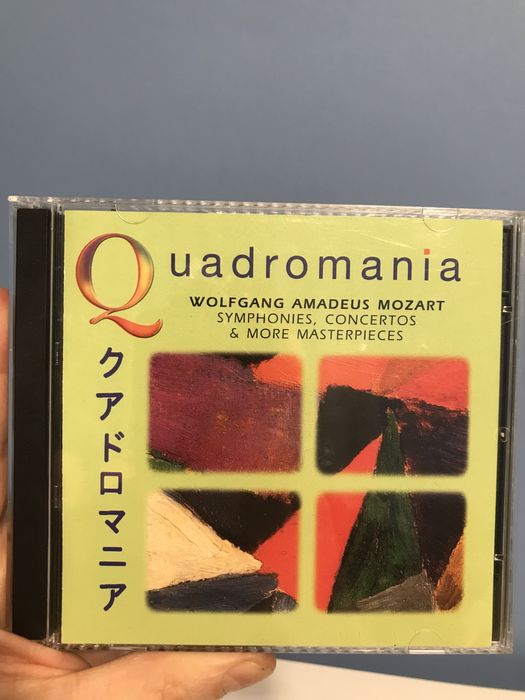 Quadromania
WOLFGANG AMADEUS MOZART
SYMPHONIES, CONCERTOS
& MORE MASTERPIECES
クアドロマニア